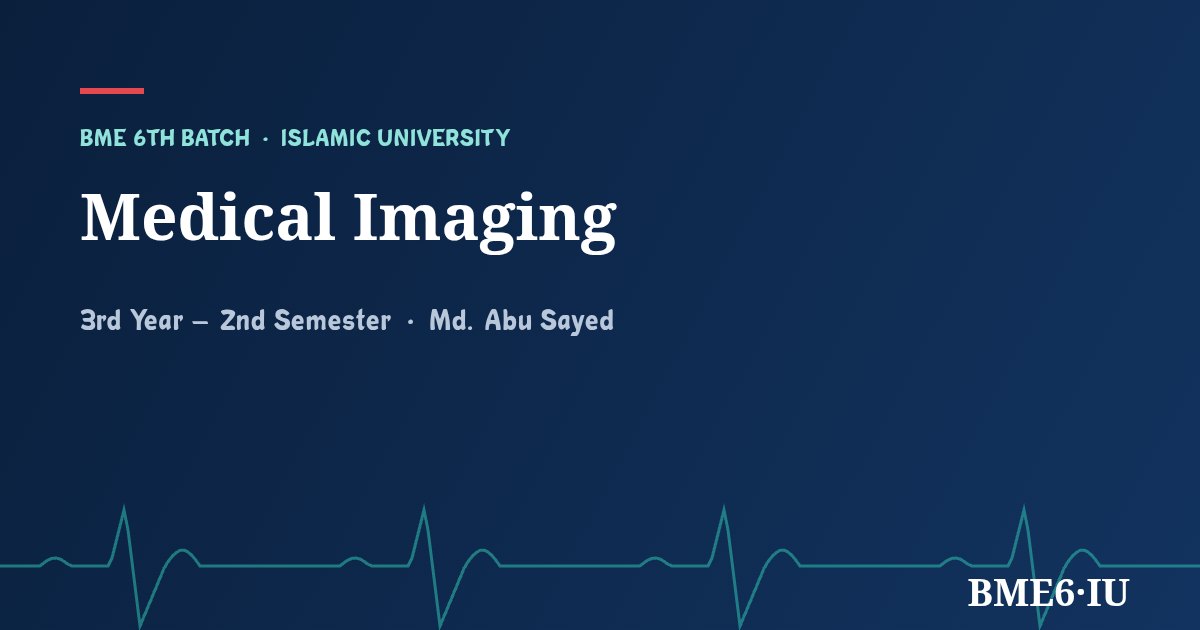 BME 6TH BATCH · ISLAMIC UNIVERSITY
Medical Imaging
3rd Year – 2nd Semester · Md. Abu Sayed
BME6·IU